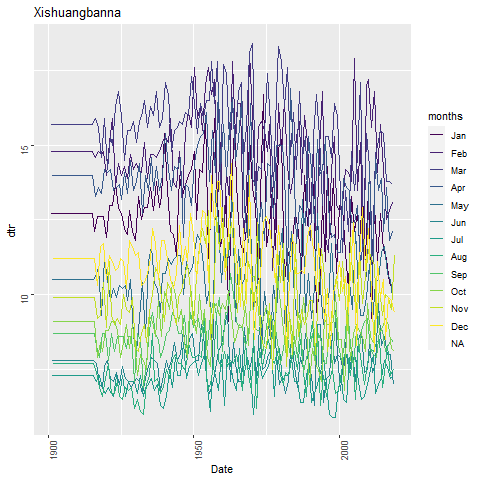 Xishuangbanna
dtr
15
10
1900
1950
2000
Date
months
Jan
Feb
Mar
Apr
May
Jun
Jul
Aug
Sep
Oct
Nov
Dec
NA